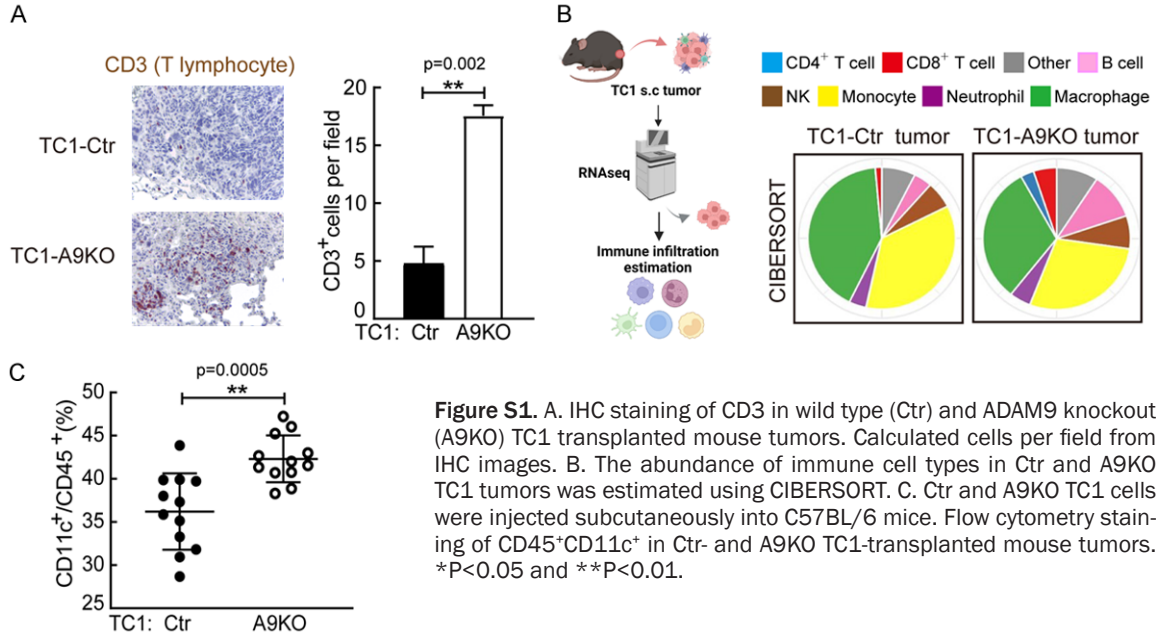 A
CD3 (T lymphocyte)
TC1-Ctr
TC1-A9KO
p=0.002
**
CD3⁺cells per field
20
15
10
5
0
TC1: Ctr A9KO
B
TC1 s.c tumor
RNAseq
Immune infiltration
estimation
CD4⁺ T cell CD8⁺ T cell Other B cell
NK Monocyte Neutrophil Macrophage
TC1-Ctr tumor TC1-A9KO tumor
CIBERSORT
C
p=0.0005
**
CD11c⁺/CD45 ⁺(%)
50
45
40
35
30
25
TC1: Ctr A9KO
Figure S1. A. IHC staining of CD3 in wild type (Ctr) and ADAM9 knockout
(A9KO) TC1 transplanted mouse tumors. Calculated cells per field from
IHC images. B. The abundance of immune cell types in Ctr and A9KO
TC1 tumors was estimated using CIBERSORT. C. Ctr and A9KO TC1 cells
were injected subcutaneously into C57BL/6 mice. Flow cytometry stain-
ing of CD45⁺CD11c⁺ in Ctr- and A9KO TC1-transplanted mouse tumors.
*P<0.05 and **P<0.01.